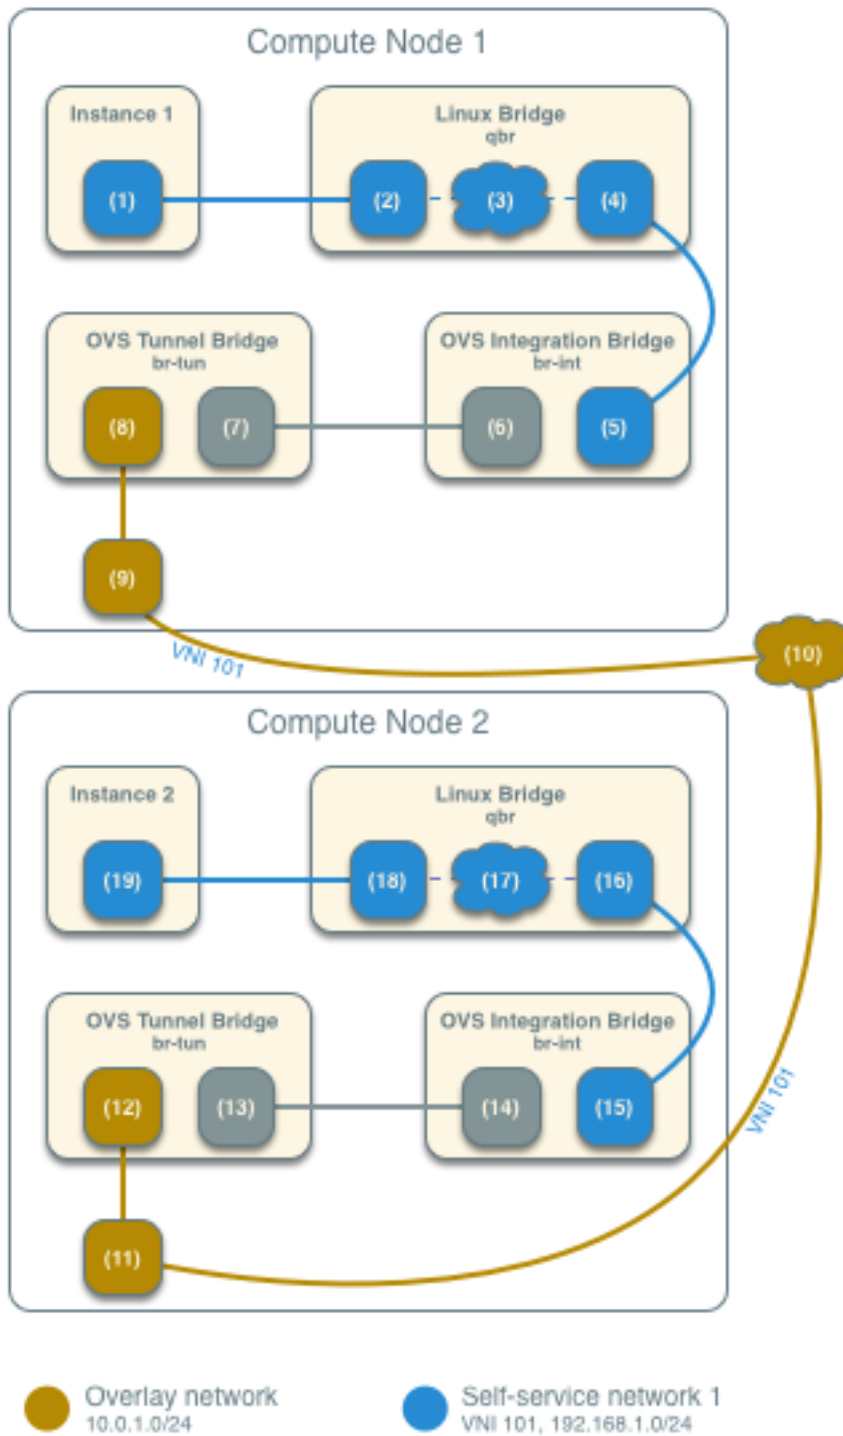 Compute Node 1
Instance 1
Linux Bridge
qbr
(1)
(2)
(3)
(4)
OVS Tunnel Bridge
br-tun
OVS Integration Bridge
br-int
(8)
(7)
(6)
(5)
(9)
VNI 101
(10)
Compute Node 2
Instance 2
Linux Bridge
qbr
(19)
(18)
(17)
(16)
OVS Tunnel Bridge
br-tun
OVS Integration Bridge
br-int
(12)
(13)
(14)
(15)
VNI 101
(11)
Overlay network
10.0.1.0/24
Self-service network 1
VNI 101, 192.168.1.0/24